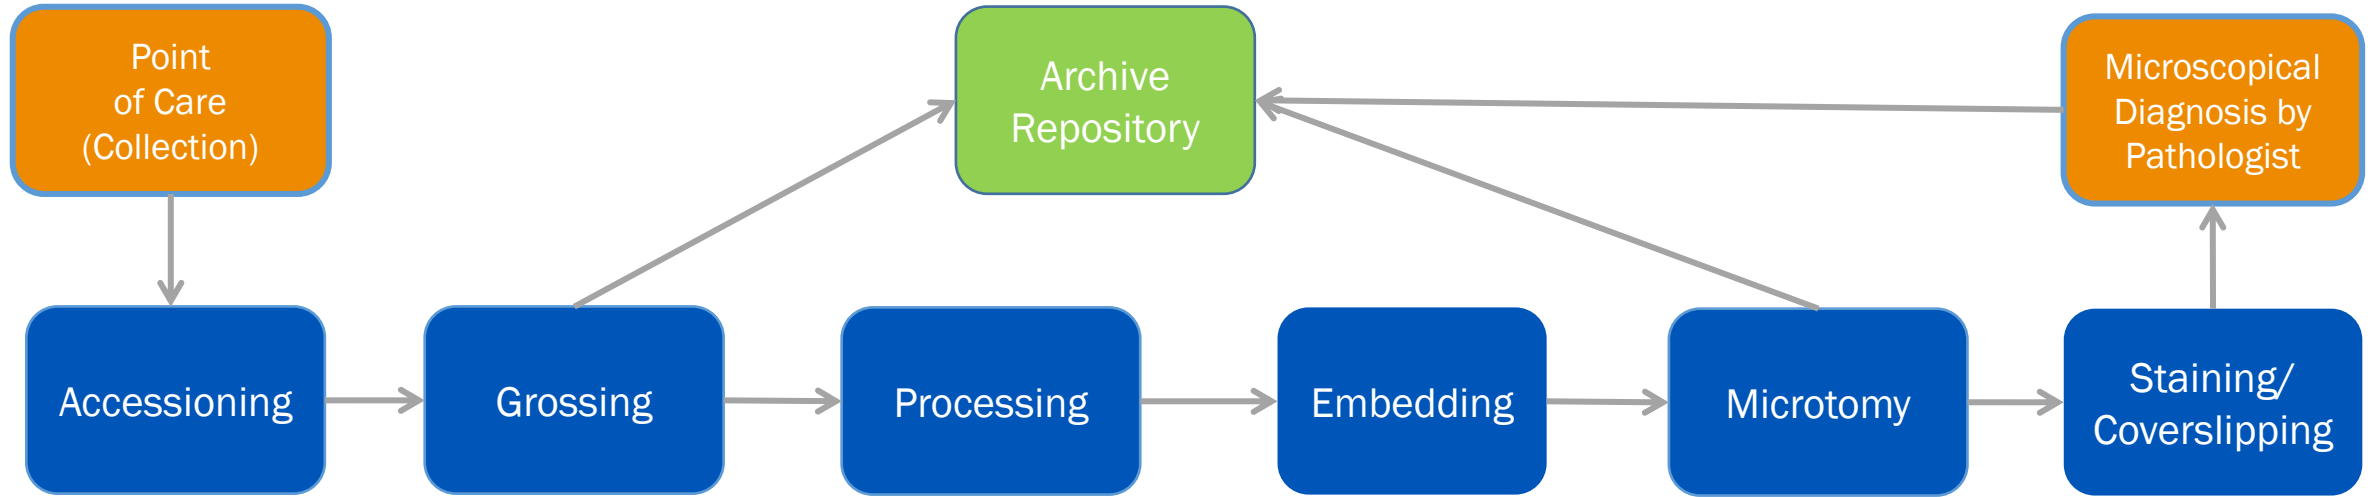 Point
of Care
(Collection)
Archive
Repository
Microscopical
Diagnosis by
Pathologist
Accessioning
Grossing
Processing
Embedding
Microtomy
Staining/
Coverslipping